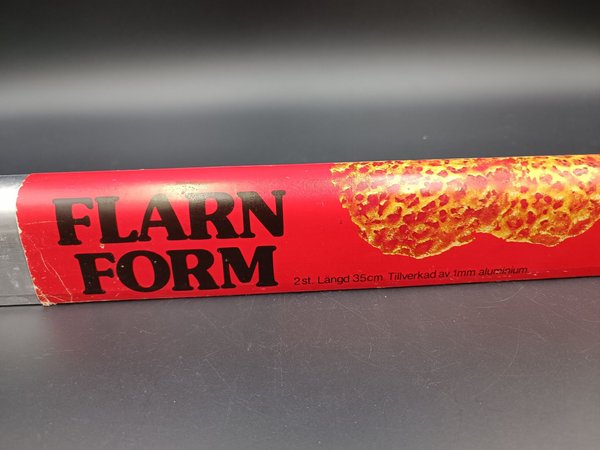 FLARN
FORM
2 st. Längd 35cm. Tillverkad av 1mm aluminium